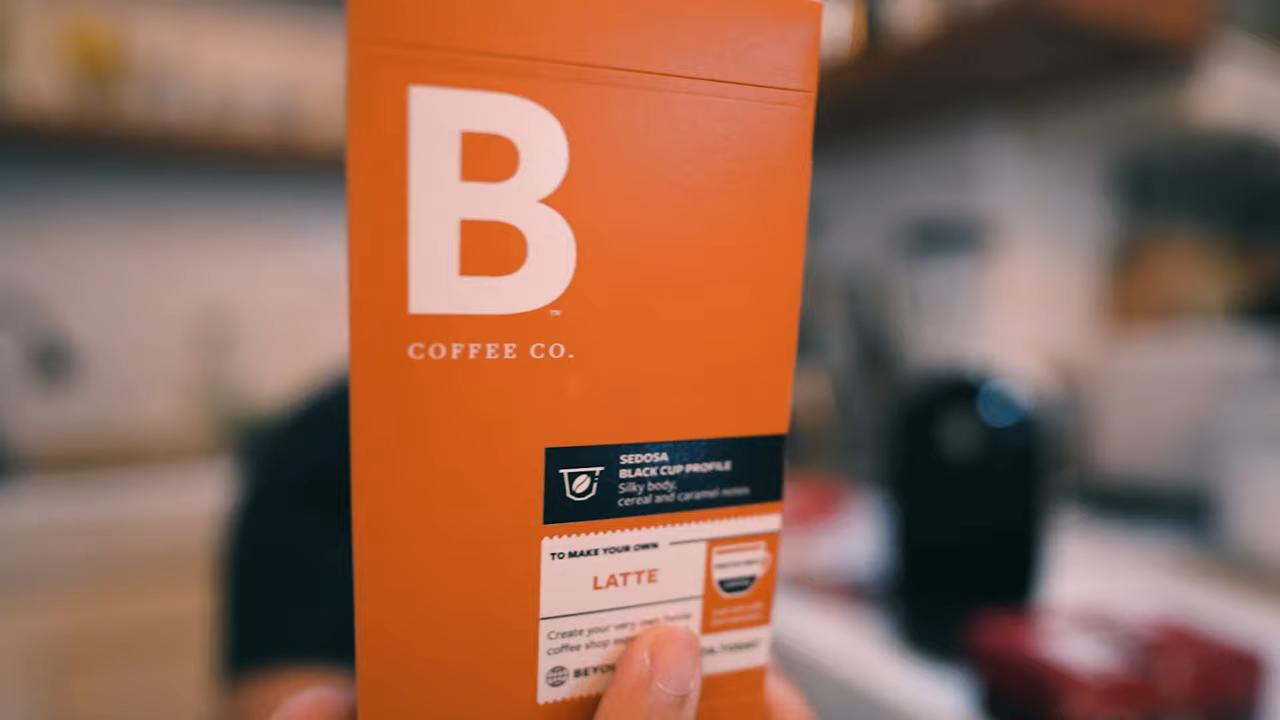 B
™
COFFEE CO.
SEDOSA
BLACK CUP PROFILE
Silky body,
cereal and caramel notes
TO MAKE YOUR OWN
LATTE
Create your very own
coffee shop